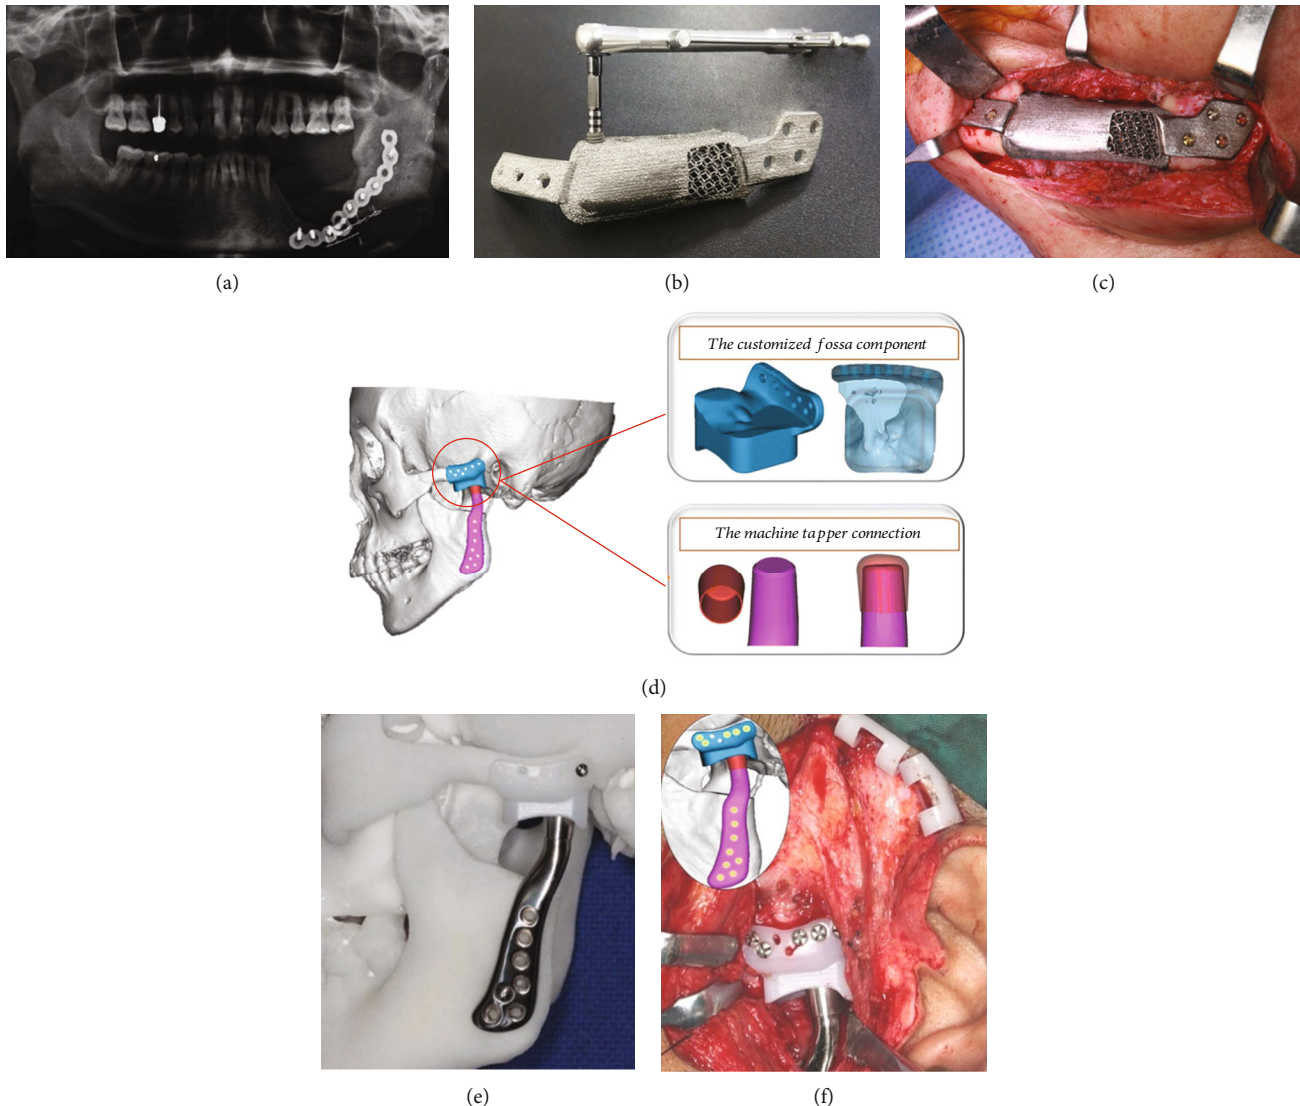 (a)
(b)
(c)
The customized fossa component
The machine tapper connection
(d)
(e)
(f)